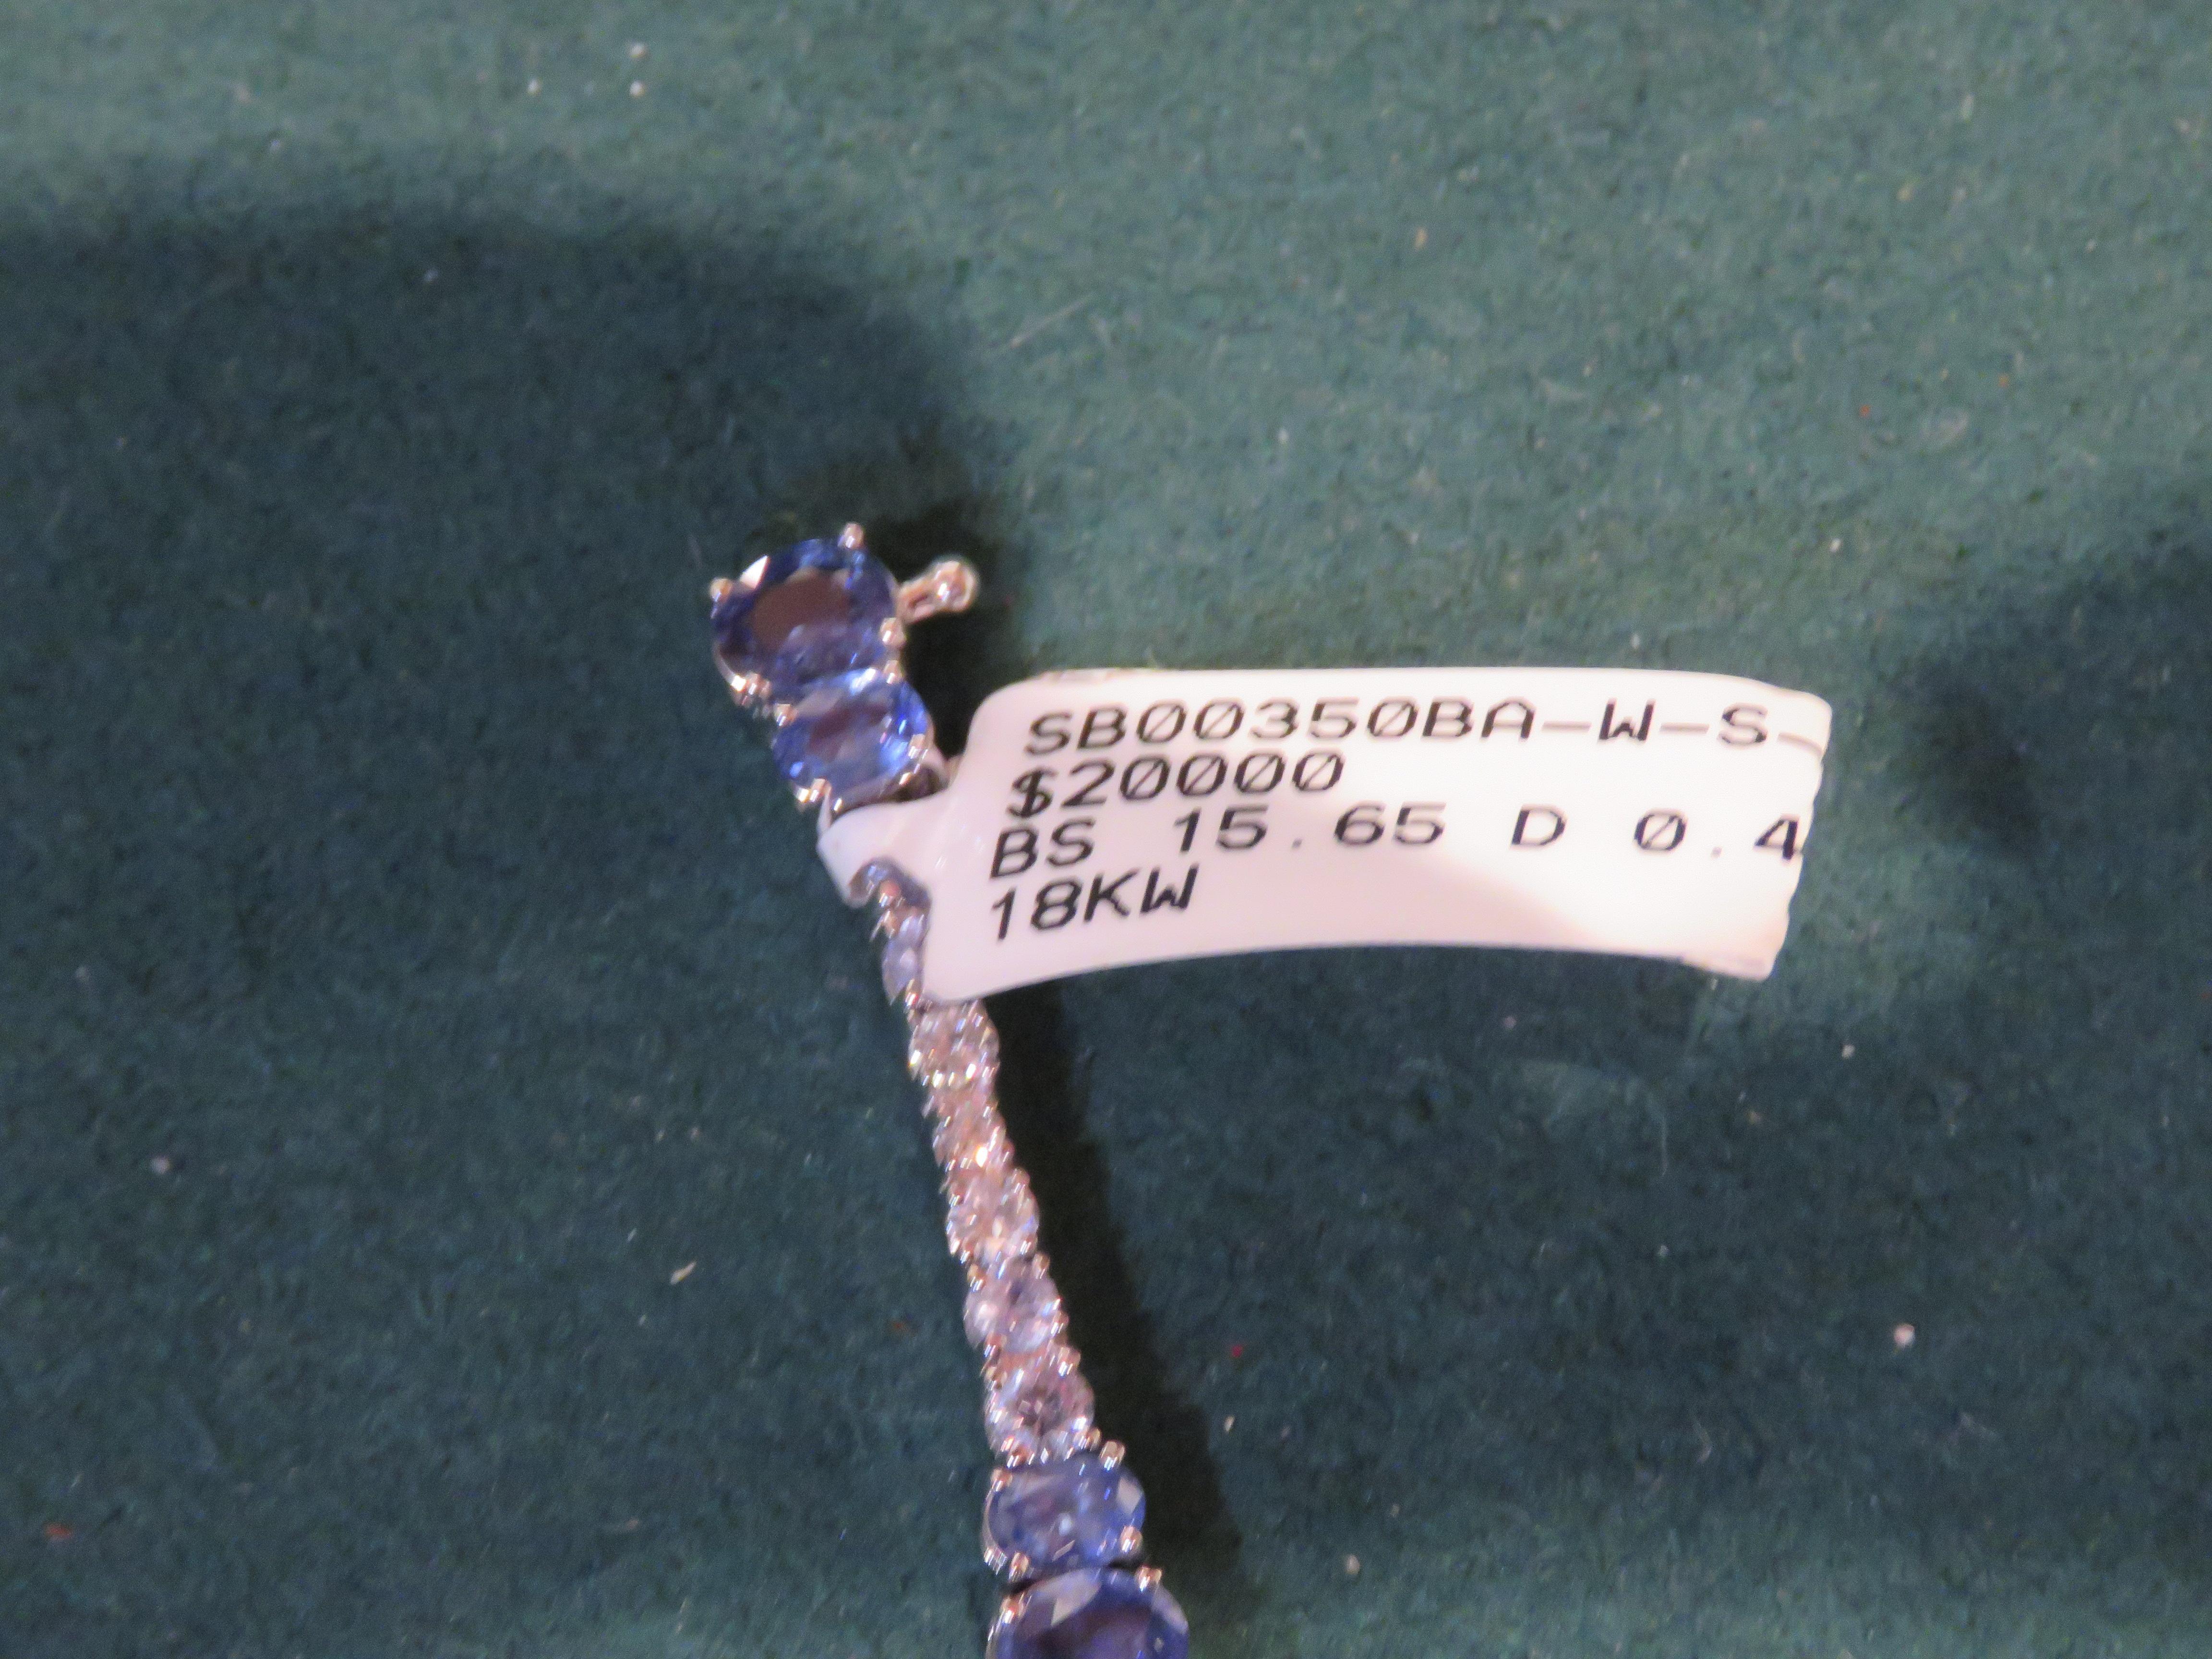 SB00350BA-W-S-
$20000
BS 15.65 D 0.4
18KW